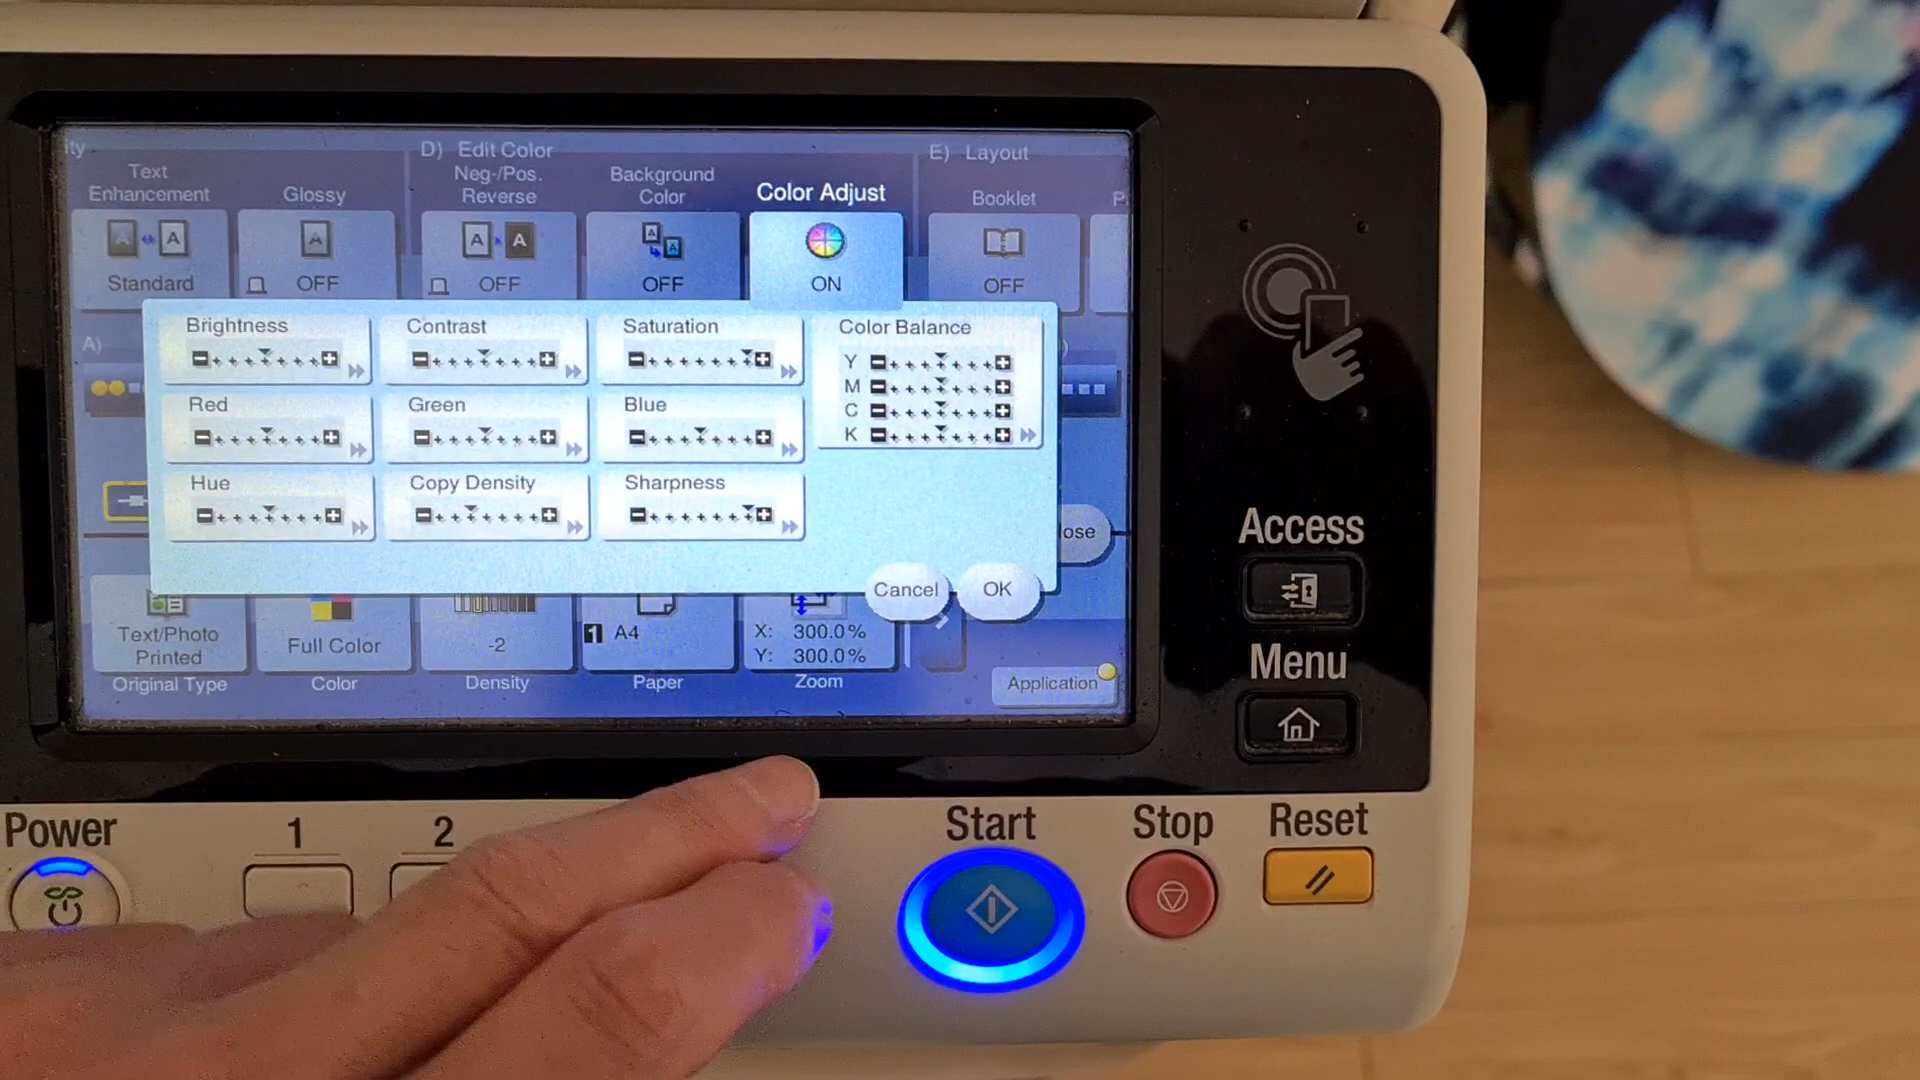 ity
D) Edit Color
E) Layout
Text
Enhancement
Glossy
Neg-/Pos.
Reverse
Background
Color
Color Adjust
Booklet
P
Standard
OFF
OFF
OFF
ON
OFF
A)
Brightness
Contrast
Saturation
Color Balance
Y
M
C
K
Red
Green
Blue
Hue
Copy Density
Sharpness
lose
Cancel
OK
Text/Photo
Printed
Full Color
-2
1 A4
X: 300.0%
Y: 300.0%
Original Type
Color
Density
Paper
Zoom
Application
Access
Menu
Power
1
2
Start
Stop
Reset